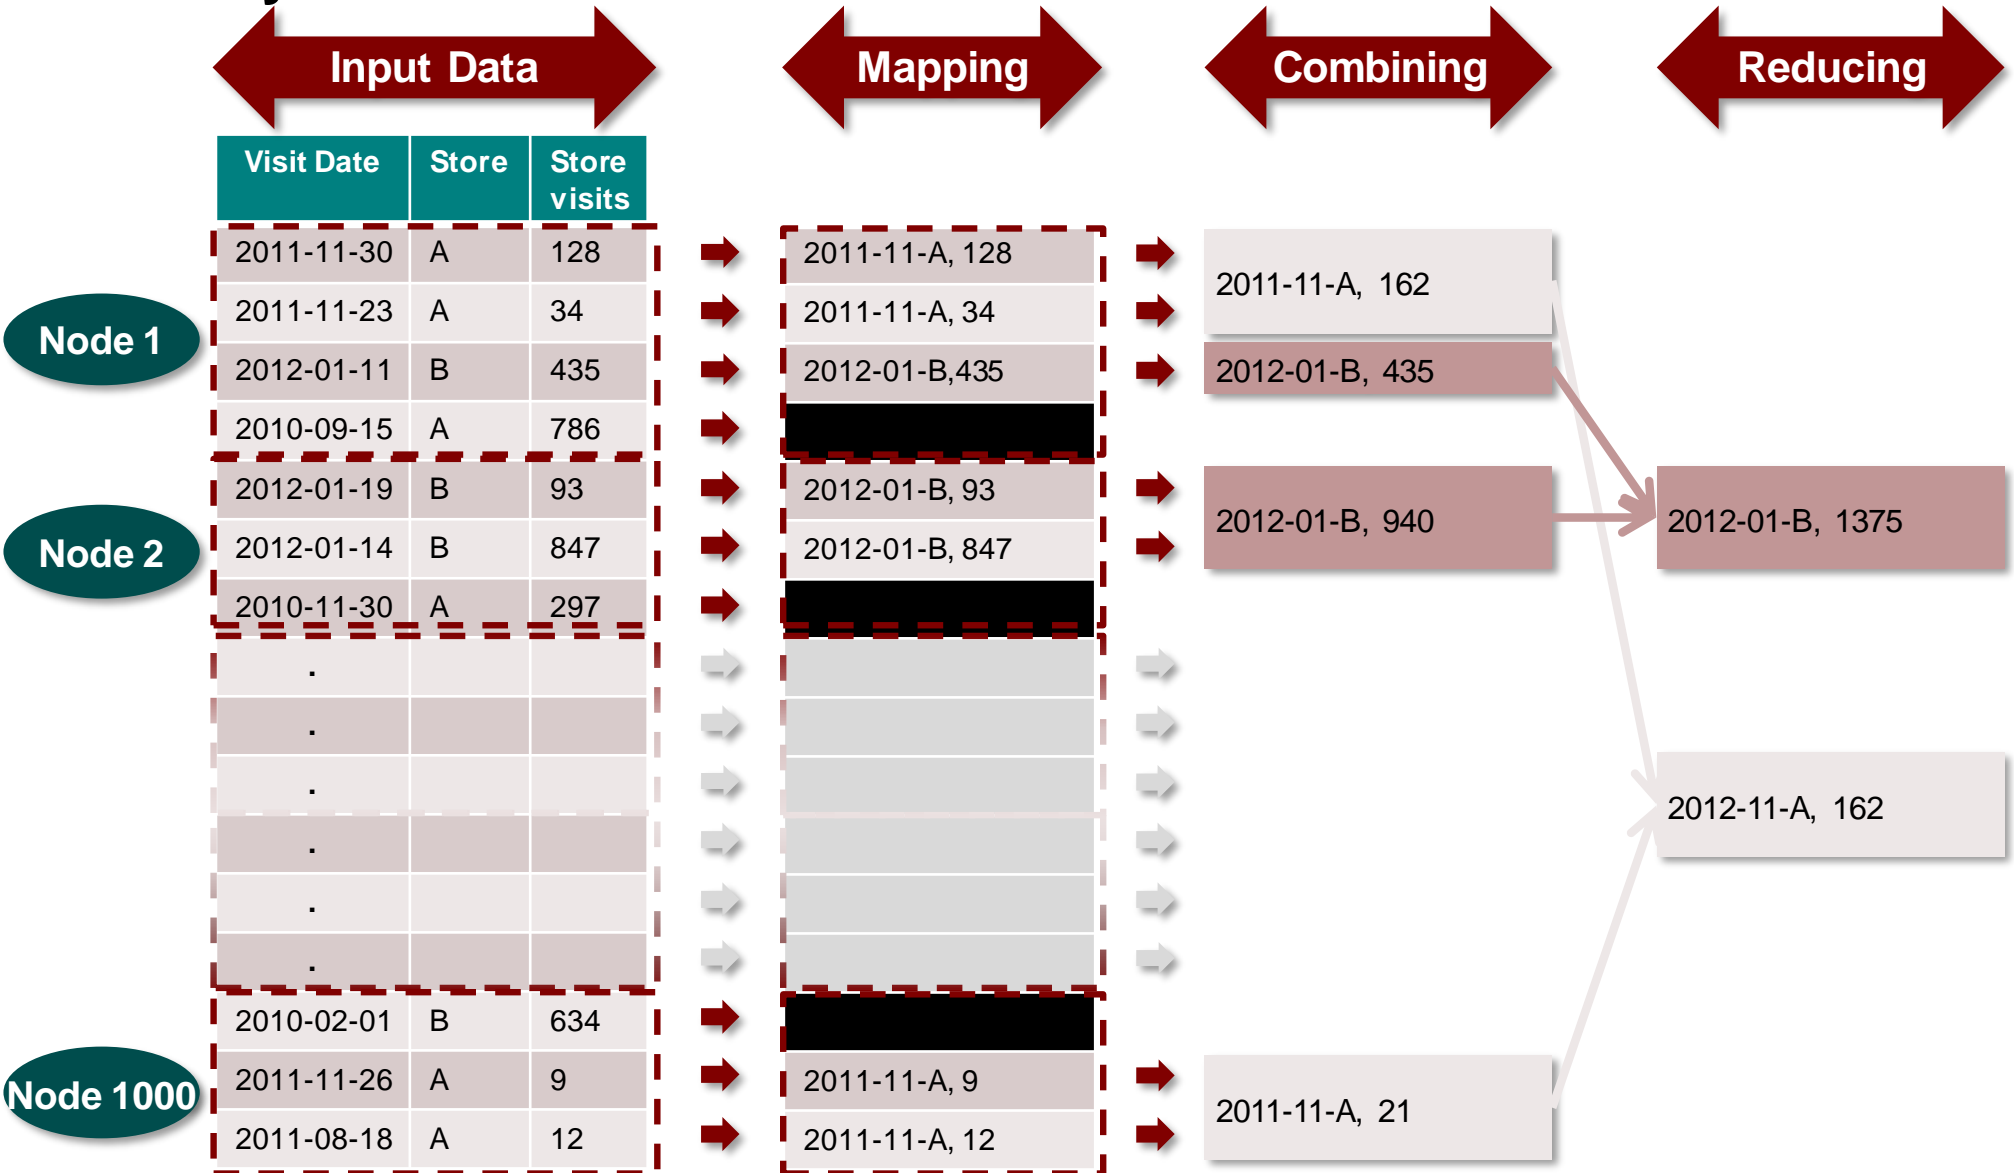 Input Data
Mapping
Combining
Reducing
Visit Date Store Store
visits
2011-11-30 A 128
2011-11-A, 128
2011-11-A, 162
2011-11-23 A 34
2011-11-A, 34
Node 1
2012-01-11 B 435
2012-01-B,435
2012-01-B, 435
2010-09-15 A 786
2012-01-19 B 93
2012-01-B, 93
2012-01-B, 940
2012-01-B, 1375
Node 2
2012-01-14 B 847
2012-01-B, 847
2010-11-30 A 297
.
.
.
2012-11-A, 162
.
.
.
2010-02-01 B 634
Node 1000
2011-11-26 A 9
2011-11-A, 9
2011-11-A, 21
2011-08-18 A 12
2011-11-A, 12